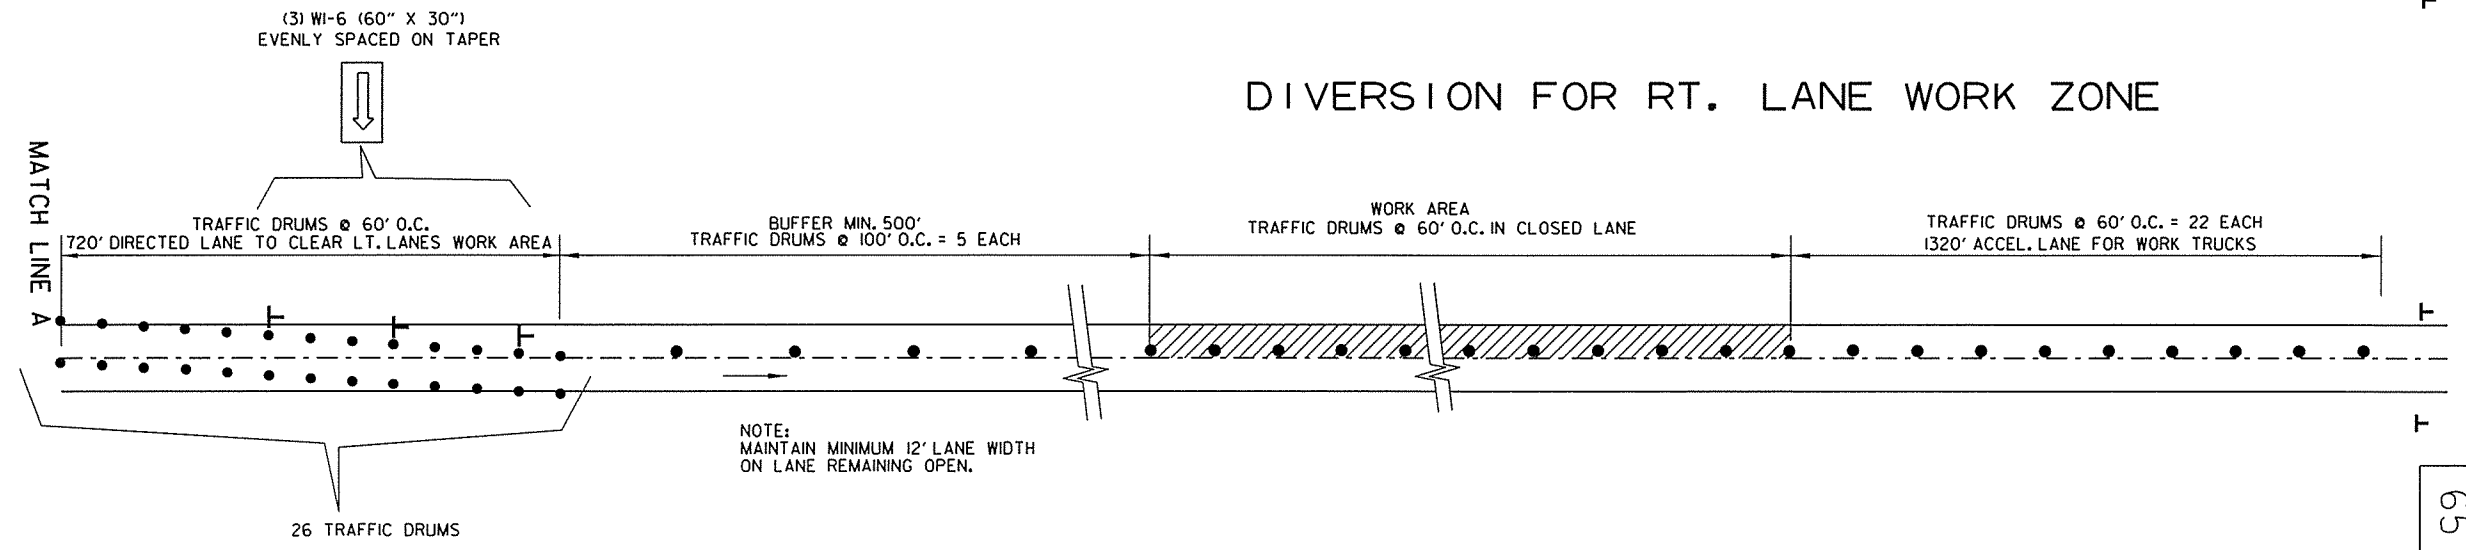 (3) W1-6 (60" X 30")
EVENLY SPACED ON TAPER
DIVERSION FOR RT. LANE WORK ZONE
MATCH LINE A
TRAFFIC DRUMS @ 60' O.C.
720' DIRECTED LANE TO CLEAR LT. LANES WORK AREA
BUFFER MIN. 500'
TRAFFIC DRUMS @ 100' O.C. = 5 EACH
WORK AREA
TRAFFIC DRUMS @ 60' O.C. IN CLOSED LANE
TRAFFIC DRUMS @ 60' O.C. = 22 EACH
1320' ACCEL. LANE FOR WORK TRUCKS
NOTE:
MAINTAIN MINIMUM 12' LANE WIDTH
ON LANE REMAINING OPEN.
26 TRAFFIC DRUMS
65